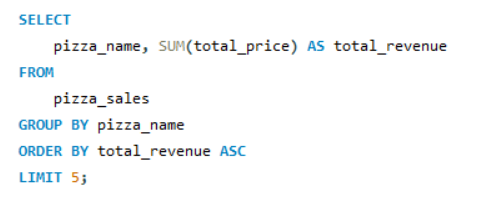 SELECT
    pizza_name, SUM(total_price) AS total_revenue
FROM
    pizza_sales
GROUP BY pizza_name
ORDER BY total_revenue ASC
LIMIT 5;